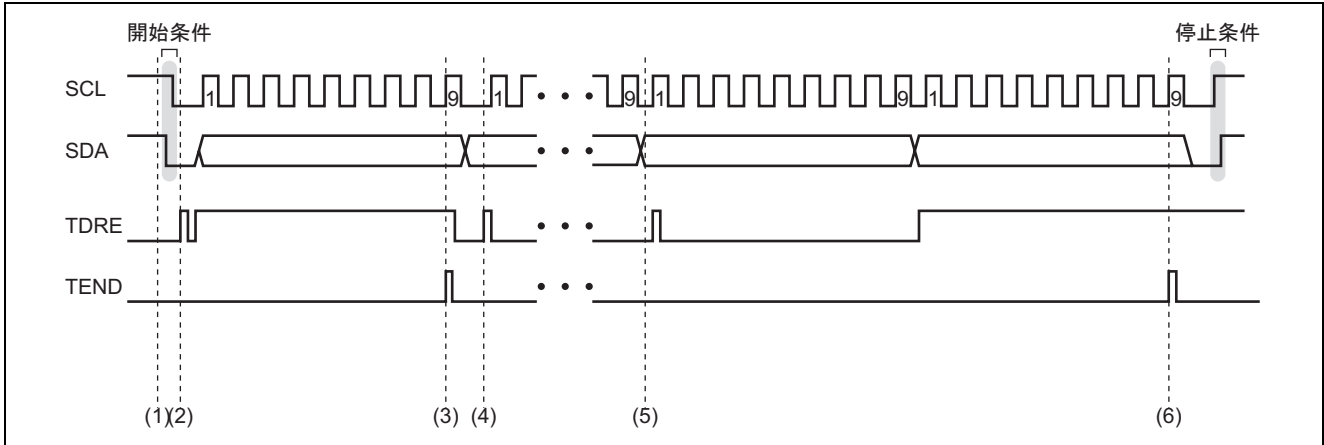 開始条件 停止条件
SCL 1 9 1 • • • 9 1 9 1 9
SDA • • •
TDRE • • •
TEND • • •
(1)(2) (3) (4) (5) (6)